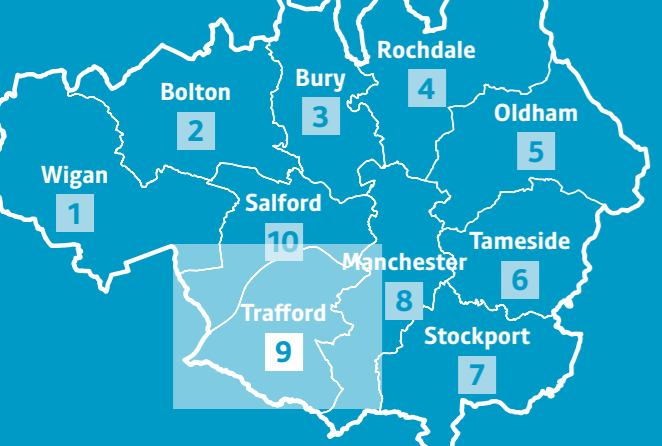 Rochdale
4
Bury
3
Bolton
2
Oldham
5
Wigan
1
Salford
10
Tameside
6
Manchester
8
Trafford
9
Stockport
7